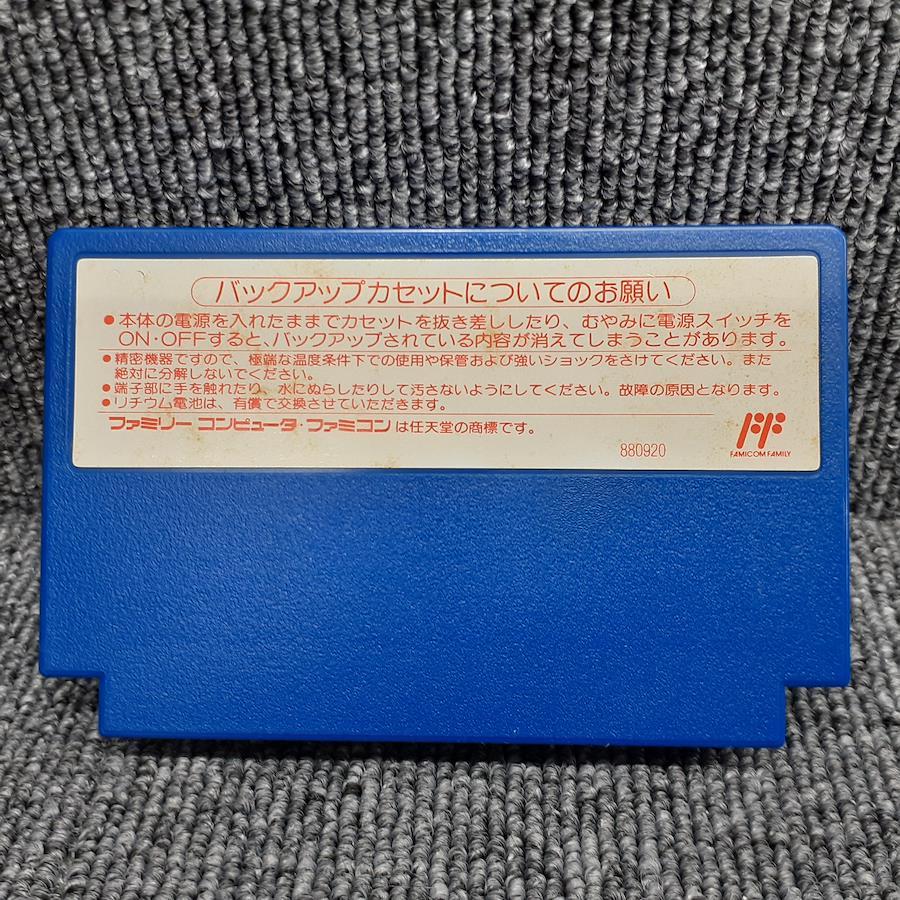 バックアップカセットについてのお願い
●本体の電源を入れたままでカセットを抜き差ししたり、むやみに電源スイッチを
ON・OFFすると、バックアップされている内容が消えてしまうことがあります。
●精密機器ですので、極端な温度条件下での使用や保管および強いショックをさけてください。また
絶対に分解しないでください。
●端子部に手を触れたり、水にぬらしたりして汚さないようにしてください。故障の原因となります。
●リチウム電池は、有償で交換させていただきます。
ファミリーコンピュータ・ファミコンは任天堂の商標です。
880920
FAMICOM FAMILY